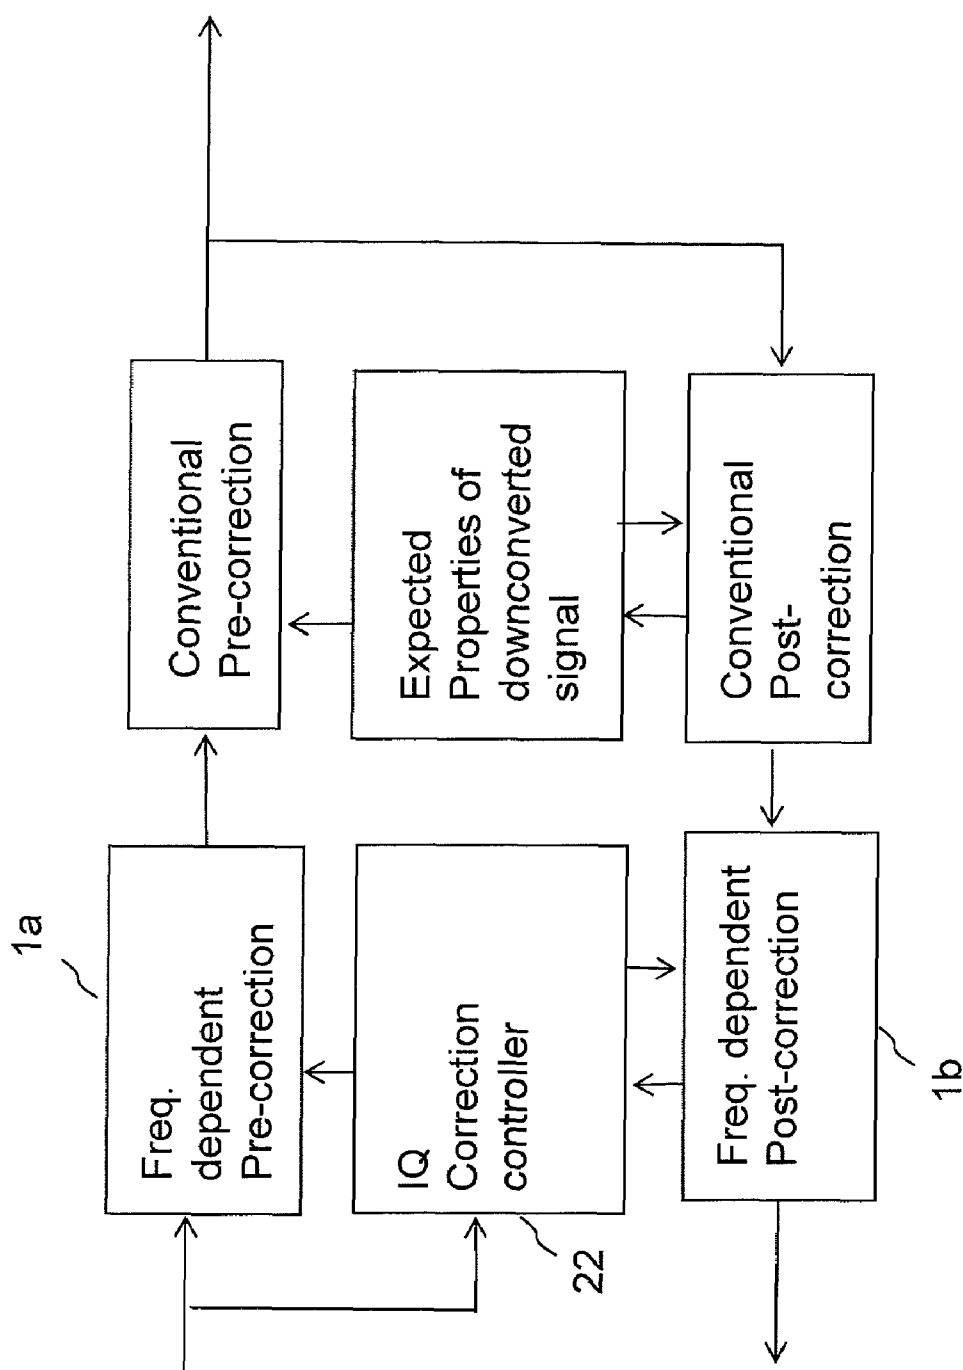 1a
Freq.
dependent
Pre-correction
Conventional
Pre-correction
IQ
Correction
controller
22
Expected
Properties of
downconverted
signal
Freq. dependent
Post-correction
1b
Conventional
Post-
correction